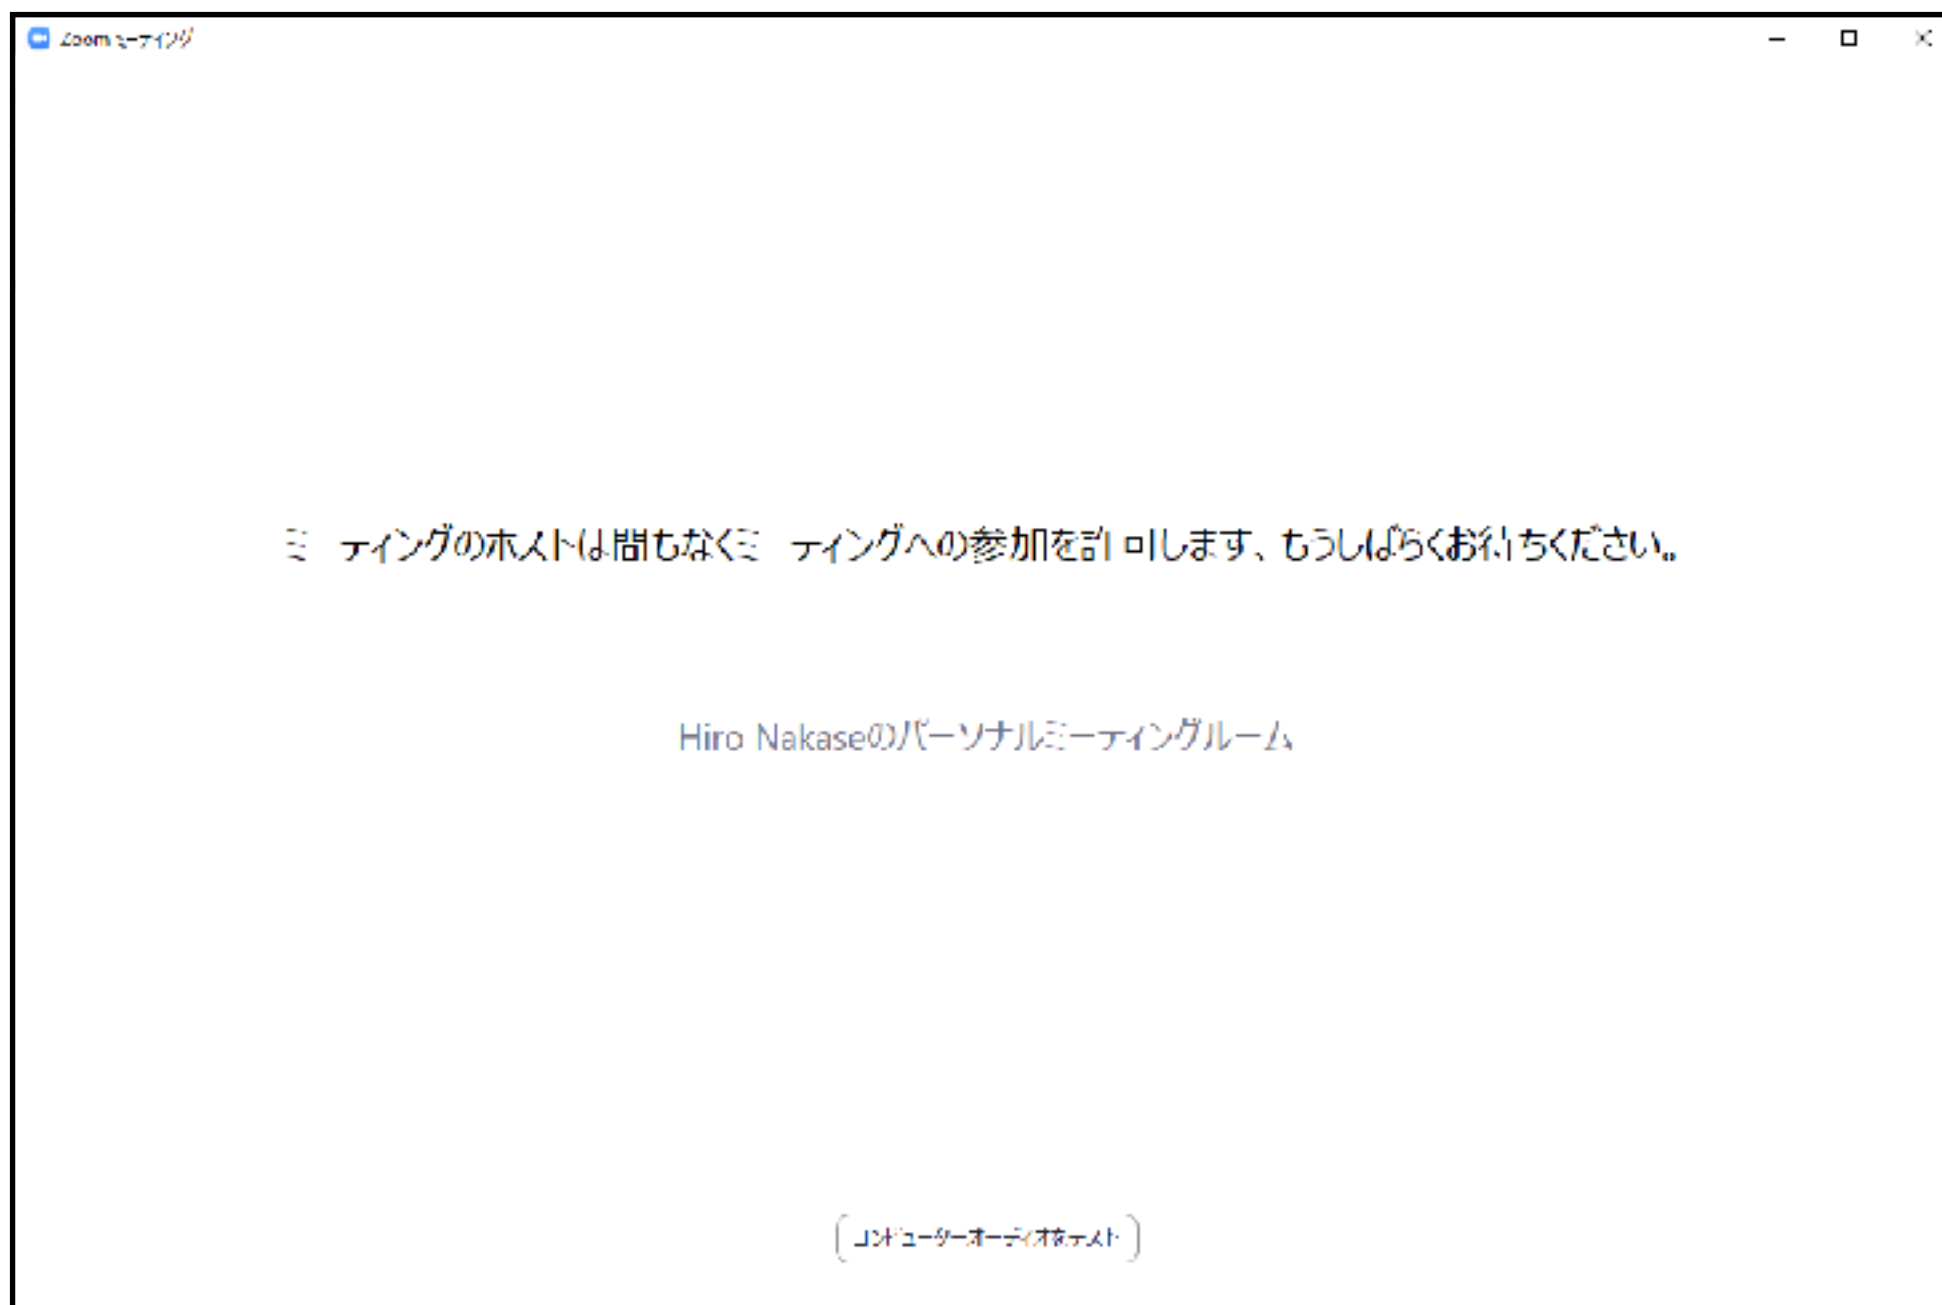 Zoomミーティング
ミーティングのホストは間もなくミーティングへの参加を許可します、もうしばらくお待ちください。
Hiro Nakaseのパーソナルミーティングルーム
コンピューターオーディオをテスト